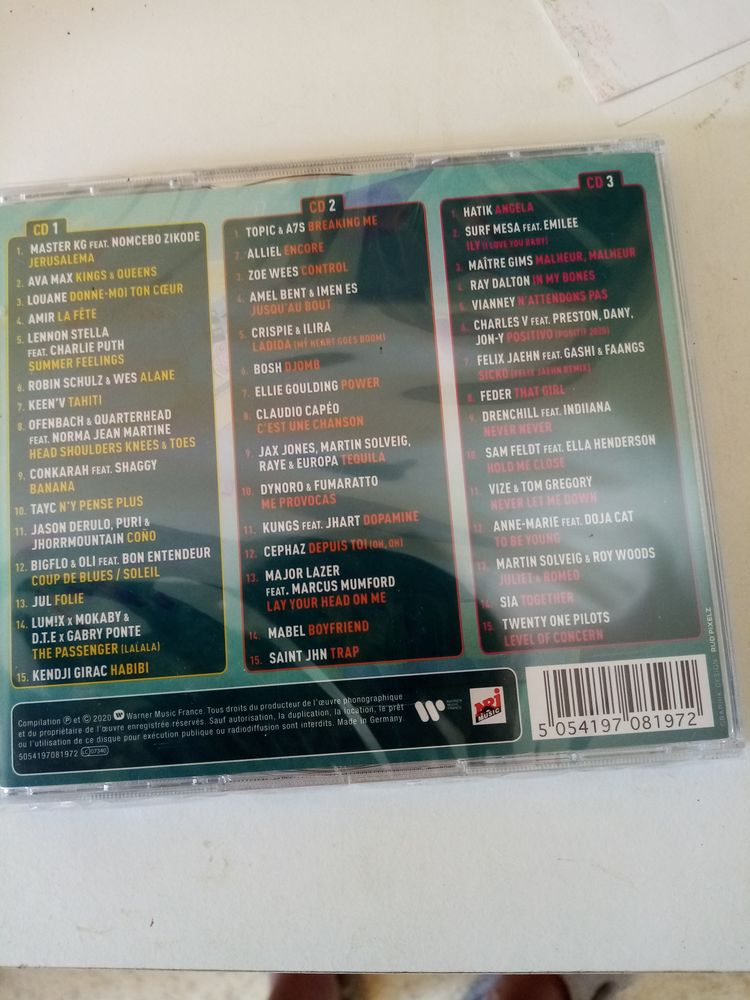 CD 1
1. MASTER KG FEAT. NOMCEBO ZIKODE
JERUSALEMA
2. AVA MAX KINGS & QUEENS
3. LOUANE DONNE-MOI TON CŒUR
4. AMIR LA FÊTE
5. LENNON STELLA
FEAT. CHARLIE PUTH
SUMMER FEELINGS
6. ROBIN SCHULZ & WES ALANE
7. KEEN'V TAHITI
8. OFENBACH & QUARTERHEAD
FEAT. NORMA JEAN MARTINE
HEAD SHOULDERS KNEES & TOES
9. CONKARAH FEAT. SHAGGY
BANANA
10. TAYC N'Y PENSE PLUS
11. JASON DERULO, PURI &
JHORRMOUNTAIN COÑO
12. BIGFLO & OLI FEAT. BON ENTENDEUR
COUP DE BLUES / SOLEIL
13. JUL FOLIE
14. LUM!X x MOKABY &
D.T.E x GABRY PONTE
THE PASSENGER (LALALA)
15. KENDJI GIRAC HABIBI
CD 2
1. TOPIC & A7S BREAKING ME
2. ALLIEL ENCORE
3. ZOE WEES CONTROL
4. AMEL BENT & IMEN ES
JUSQU'AU BOUT
5. CRISPIE & ILIRA
LADIDA (MY HEART GOES BOOM)
6. BOSH DJOMB
7. ELLIE GOULDING POWER
8. CLAUDIO CAPÉO
C'EST UNE CHANSON
9. JAX JONES, MARTIN SOLVEIG,
RAYE & EUROPA TEQUILA
10. DYNORO & FUMARATTO
ME PROVOCAS
11. KUNGS FEAT. JHART DOPAMINE
12. CEPHAZ DEPUIS TOI (OH, OH)
13. MAJOR LAZER
FEAT. MARCUS MUMFORD
LAY YOUR HEAD ON ME
14. MABEL BOYFRIEND
15. SAINT JHN TRAP
CD 3
1. HATIK ANGELA
2. SURF MESA FEAT. EMILEE
ILY (I LOVE YOU BABY)
3. MAÎTRE GIMS MALHEUR, MALHEUR
4. RAY DALTON IN MY BONES
5. VIANNEY N'ATTENDONS PAS
6. CHARLES V FEAT. PRESTON, DANY,
JON-Y POSITIVO (POSITIF 2020)
7. FELIX JAEHN FEAT. GASHI & FAANGS
SICKO (FELIX JAEHN REMIX)
8. FEDER THAT GIRL
9. DRENCHILL FEAT. INDIIANA
NEVER NEVER
10. SAM FELDT FEAT. ELLA HENDERSON
HOLD ME CLOSE
11. VIZE & TOM GREGORY
NEVER LET ME DOWN
12. ANNE-MARIE FEAT. DOJA CAT
TO BE YOUNG
13. MARTIN SOLVEIG & ROY WOODS
JULIET & ROMEO
14. SIA TOGETHER
15. TWENTY ONE PILOTS
LEVEL OF CONCERN
Compilation ℗ et © 2020 Warner Music France. Tous droits du producteur de l'œuvre phonographique
et du propriétaire de l'œuvre enregistrée réservés. Sauf autorisation, la duplication, la location, le prêt
ou l'utilisation de ce disque pour exécution publique ou radiodiffusion sont interdits. Made in Germany.
5054197081972 LC 07340
WARNER
MUSIC
FRANCE
NRJ
MUSIC
5 054197 081972
GRAPHIK DESIGN : RUD PIXELZ